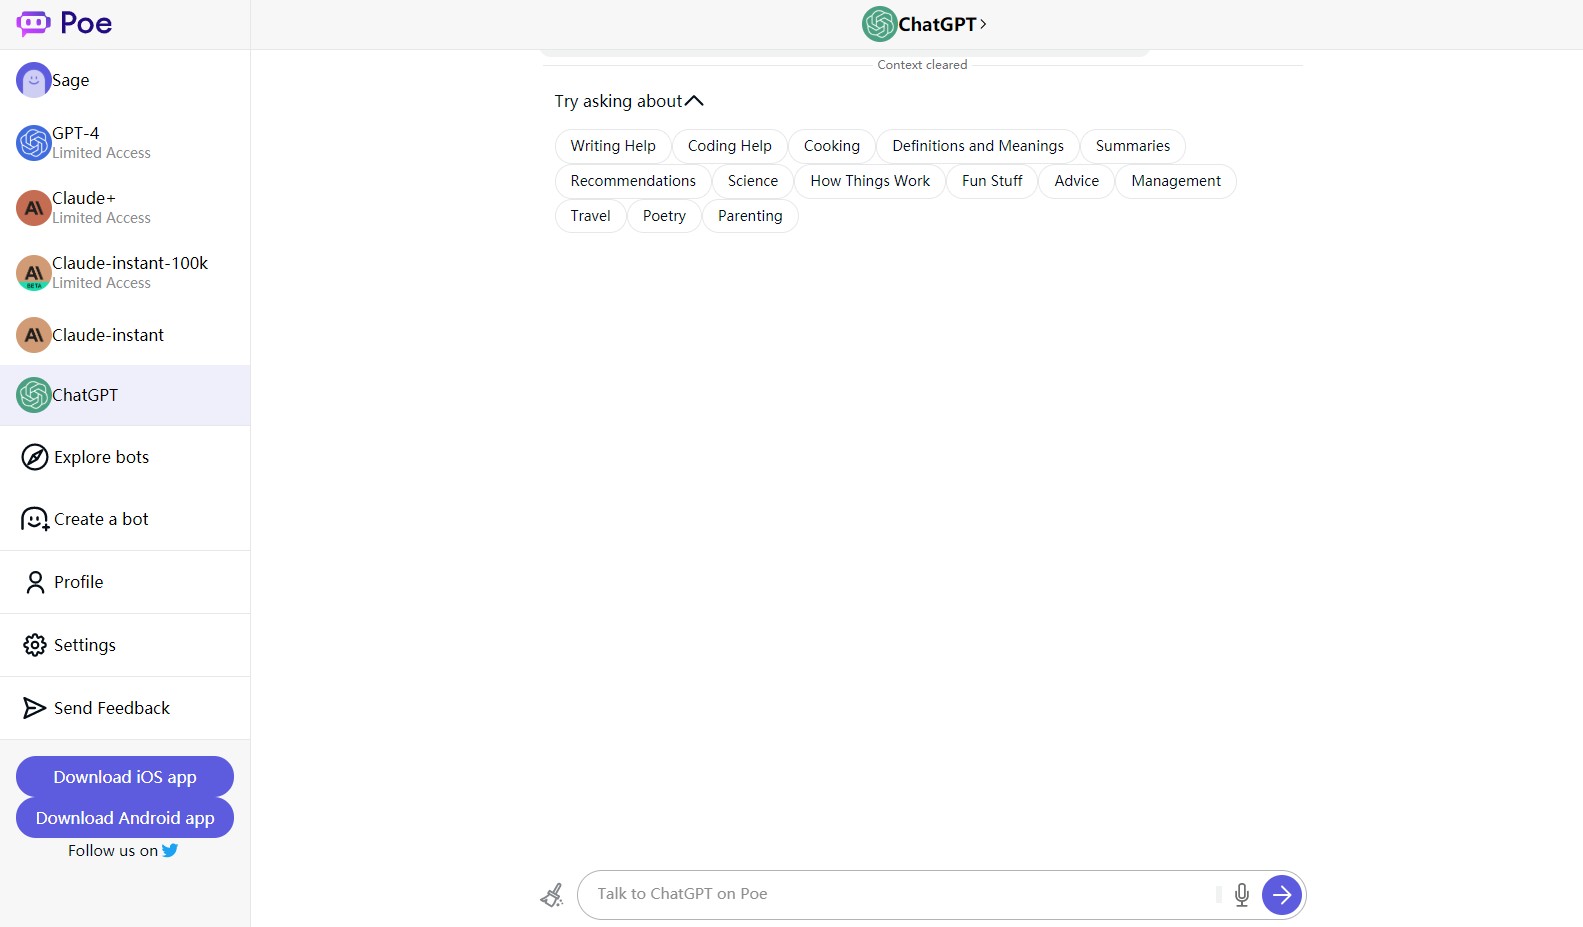 Poe
ChatGPT
Sage
GPT-4
Limited Access
Claude+
Limited Access
Claude-instant-100k
Limited Access
BETA
Claude-instant
ChatGPT
Explore bots
Create a bot
Profile
Settings
Send Feedback
Download iOS app
Download Android app
Follow us on
Context cleared
Try asking about
Writing Help Coding Help Cooking Definitions and Meanings Summaries
Recommendations Science How Things Work Fun Stuff Advice Management
Travel Poetry Parenting
Talk to ChatGPT on Poe